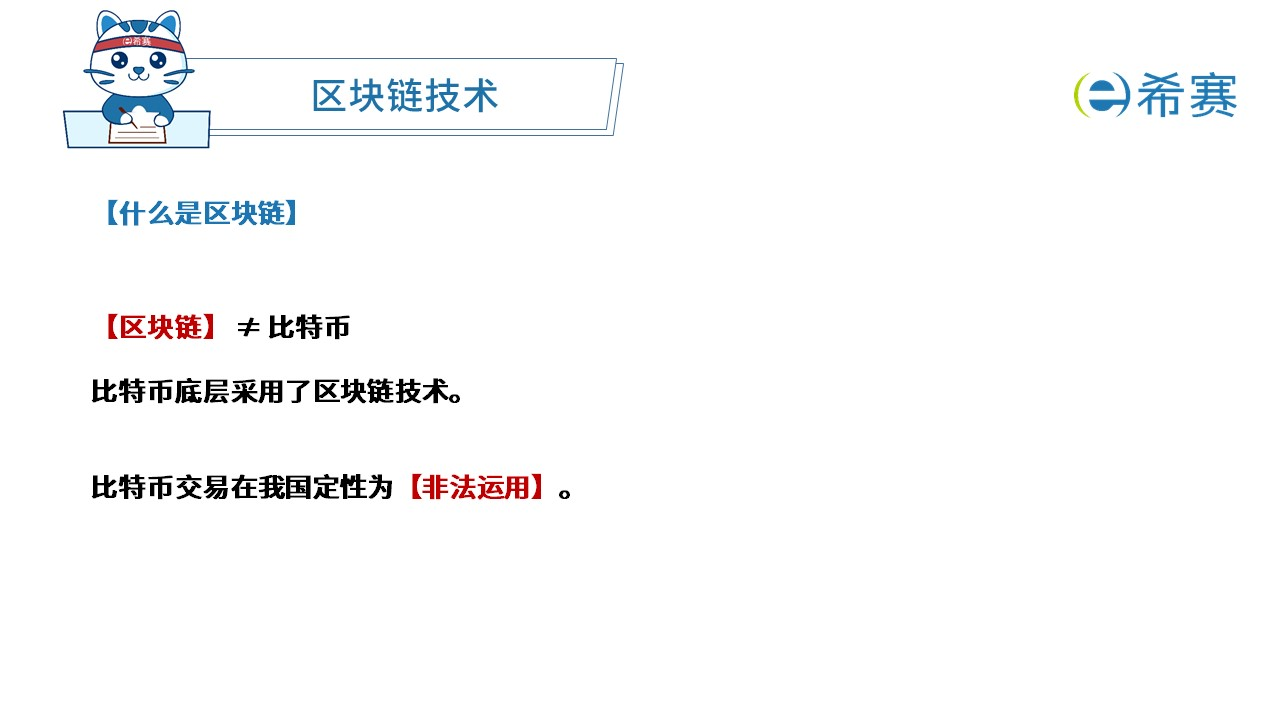 希赛
区块链技术
希赛
【什么是区块链】
【区块链】 ≠ 比特币
比特币底层采用了区块链技术。
比特币交易在我国定性为【非法运用】。